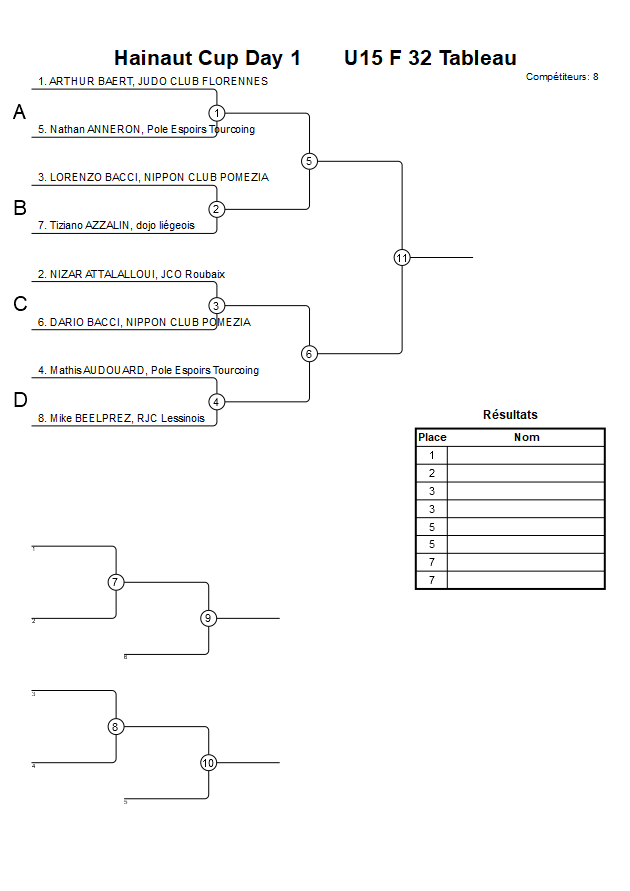 Hainaut Cup Day 1 U15 F 32 Tableau
Compétiteurs: 8
1. ARTHUR BAERT, JUDO CLUB FLORENNES
A
1
5. Nathan ANNERON, Pole Espoirs Tourcoing
5
3. LORENZO BACCI, NIPPON CLUB POMEZIA
B
2
7. Tiziano AZZALIN, dojo liégeois
11
2. NIZAR ATTALALLOUI, JCO Roubaix
C
3
6. DARIO BACCI, NIPPON CLUB POMEZIA
6
4. Mathis AUDOUARD, Pole Espoirs Tourcoing
D
4
8. Mike BEELPREZ, RJC Lessinois
Résultats
Place Nom
1
2
3
3
5
5
7
7
1
7
2
9
6
3
8
4
10
5